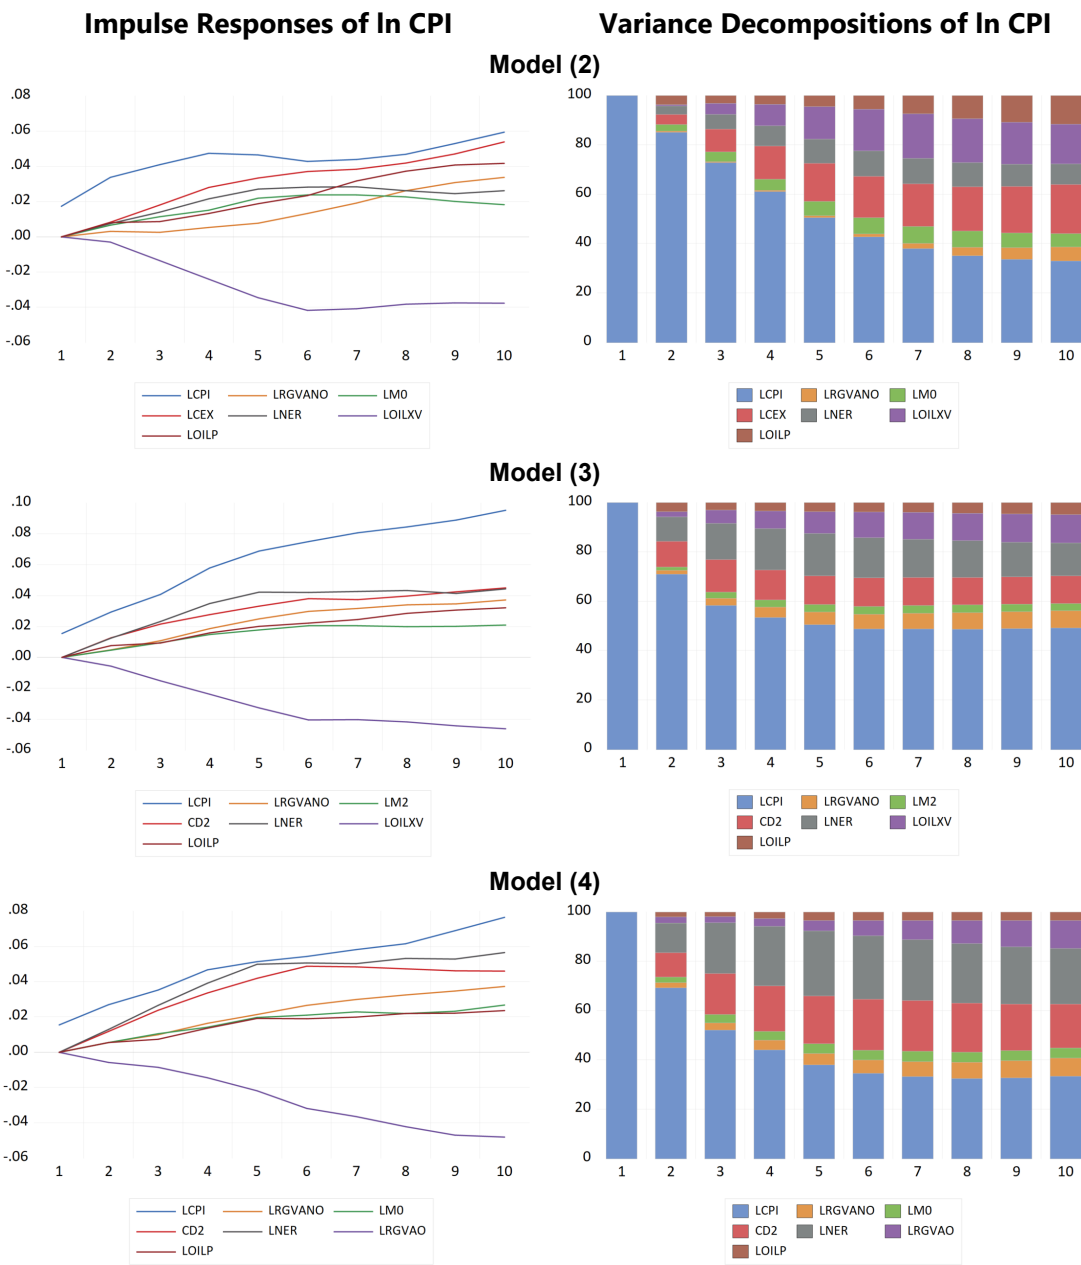 Impulse Responses of ln CPI
Variance Decompositions of ln CPI
Model (2)
.08
.06
.04
.02
.00
-.02
-.04
-.06
1 2 3 4 5 6 7 8 9 10
LCPI LRGVANO LM0
LCEX LNER LOILXV
LOILP
100
80
60
40
20
0
1 2 3 4 5 6 7 8 9 10
LCPI LRGVANO LM0
LCEX LNER LOILXV
LOILP
Model (3)
.10
.08
.06
.04
.02
.00
-.02
-.04
-.06
1 2 3 4 5 6 7 8 9 10
LCPI LRGVANO LM2
CD2 LNER LOILXV
LOILP
100
80
60
40
20
0
1 2 3 4 5 6 7 8 9 10
LCPI LRGVANO LM2
CD2 LNER LOILXV
LOILP
Model (4)
.08
.06
.04
.02
.00
-.02
-.04
-.06
1 2 3 4 5 6 7 8 9 10
LCPI LRGVANO LM0
CD2 LNER LRGVAO
LOILP
100
80
60
40
20
0
1 2 3 4 5 6 7 8 9 10
LCPI LRGVANO LM0
CD2 LNER LRGVAO
LOILP